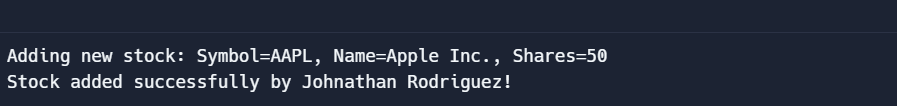 Adding new stock: Symbol=AAPL, Name=Apple Inc., Shares=50
Stock added successfully by Johnathan Rodriguez!